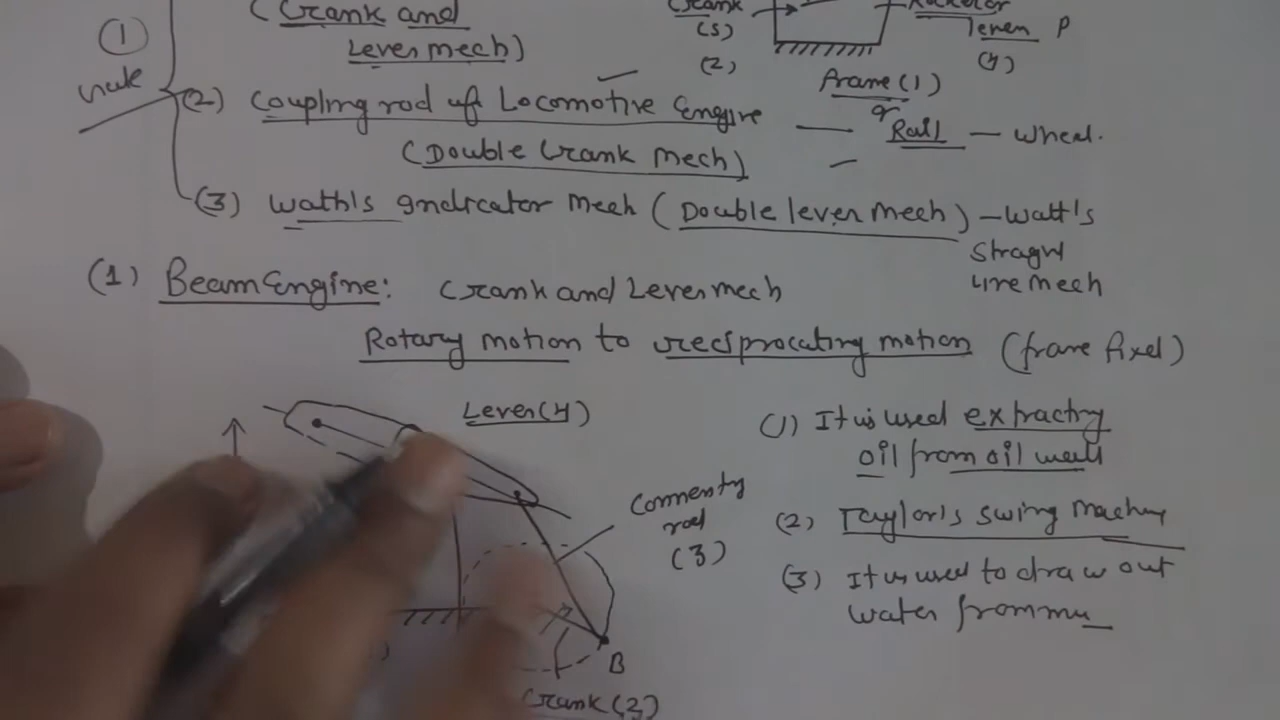 (Crank and
Lever mech)
Crank
(S)
(2)
lever P
(4)
Frame (1)
or
Rail — wheel.
①
(2) Coupling rod of Locomotive Engine
(Double Crank mech)
(3) Watt's Indicator mech (Double lever mech) - Watt's
straight
line mech
(1) Beam Engine: Crank and Lever mech
Rotary motion to reciprocating motion (frame fixed)
Lever (4)
Connecting
rod
(3)
B
Crank (2)
(1) It is used extracting
oil from oil well
(2) Taylor's swing machine
(3) It is used to draw out
water from